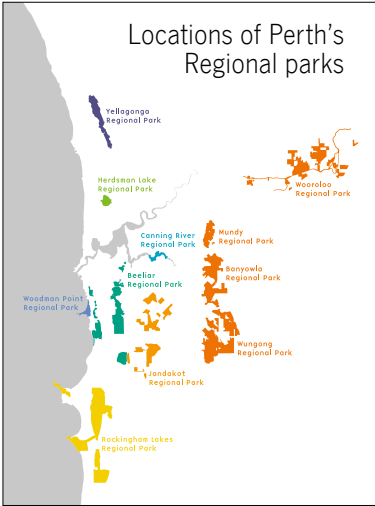 Locations of Perth's
Regional parks
Yellagonga
Regional Park
Herdsman Lake
Regional Park
Wooroloo
Regional Park
Canning River
Regional Park
Mundy
Regional Park
Beeliar
Regional Park
Banyowla
Regional Park
Woodman Point
Regional Park
Wungong
Regional Park
Jandakot
Regional Park
Rockingham Lakes
Regional Park